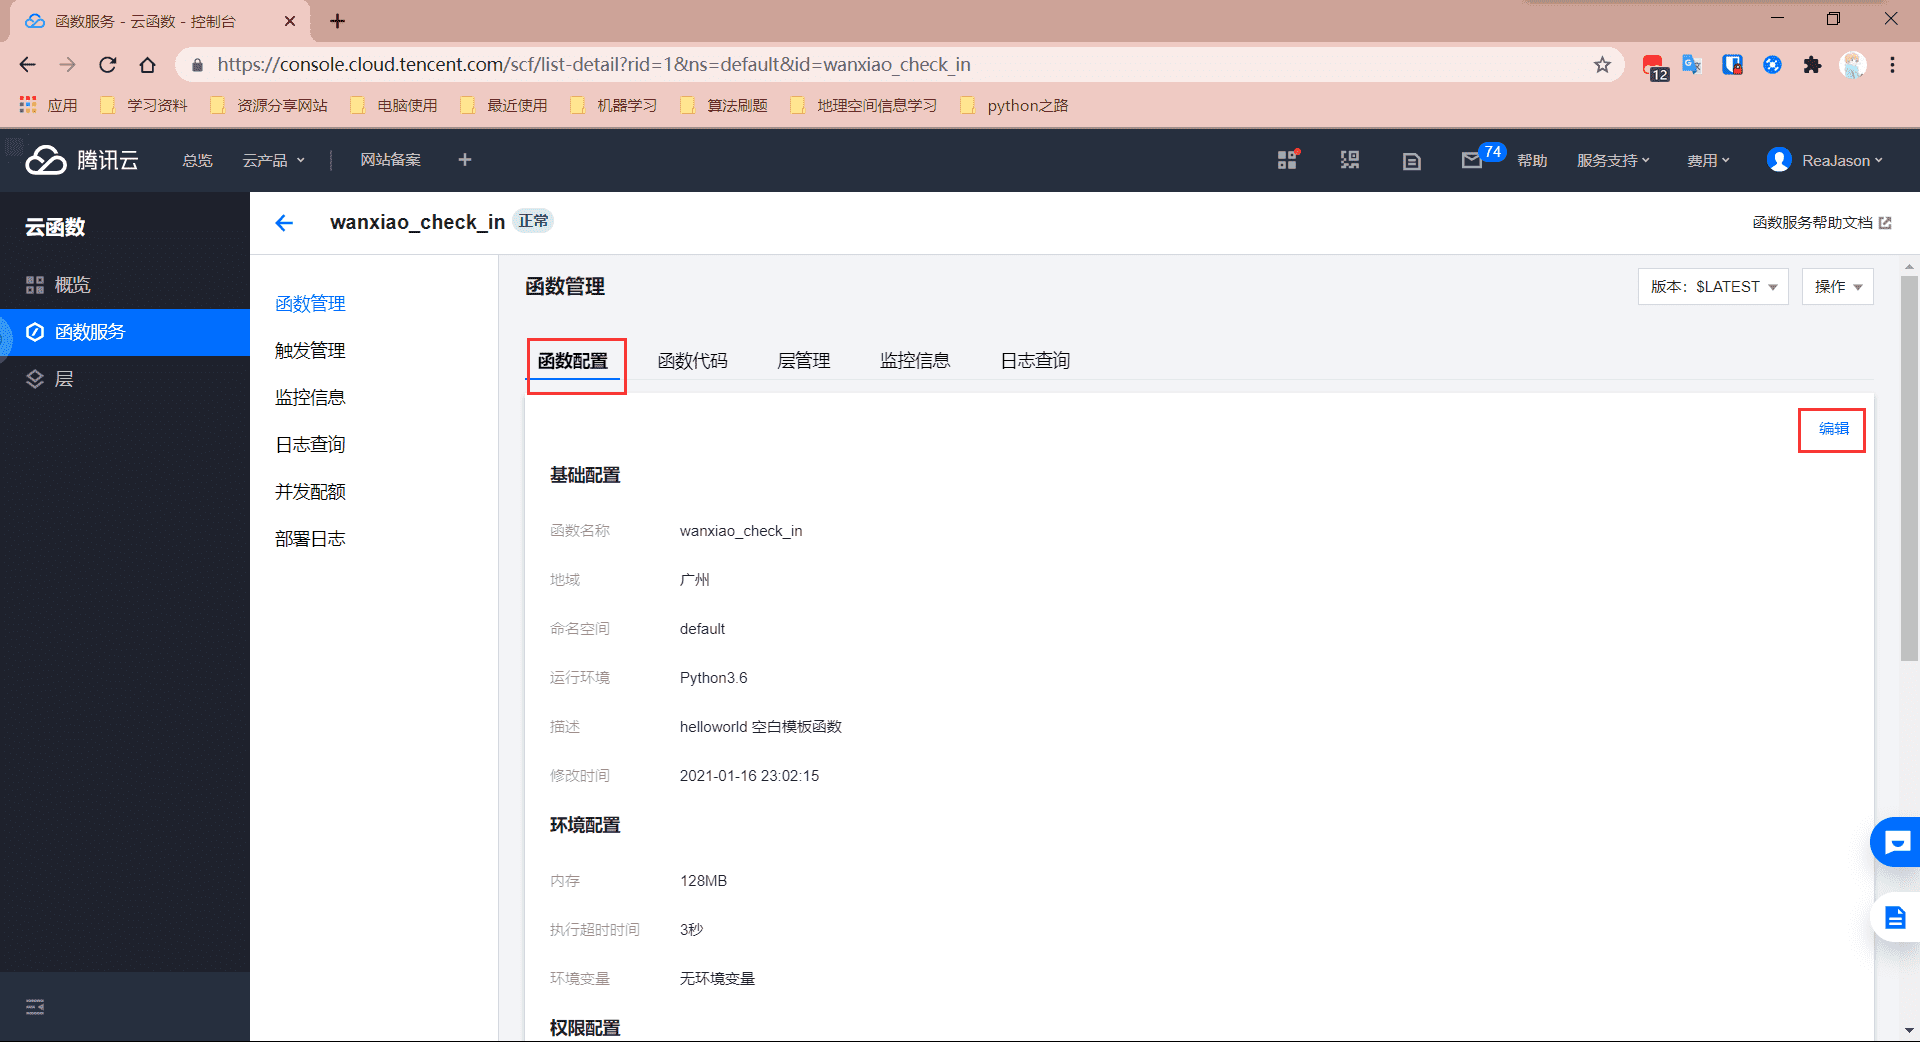 函数服务 - 云函数 - 控制台
https://console.cloud.tencent.com/scf/list-detail?rid=1&ns=default&id=wanxiao_check_in
12
应用 学习资料 资源分享网站 电脑使用 最近使用 机器学习 算法刷题 地理空间信息学习 python之路
腾讯云 总览 云产品 网站备案 74 帮助 服务支持 费用 ReaJason
云函数
概览
函数服务
层
wanxiao_check_in 正常
函数服务帮助文档
函数管理
触发管理
监控信息
日志查询
并发配额
部署日志
函数管理
版本：$LATEST
操作
函数配置 函数代码 层管理 监控信息 日志查询
编辑
基础配置
函数名称 wanxiao_check_in
地域 广州
命名空间 default
运行环境 Python3.6
描述 helloworld 空白模板函数
修改时间 2021-01-16 23:02:15
环境配置
内存 128MB
执行超时时间 3秒
环境变量 无环境变量
权限配置